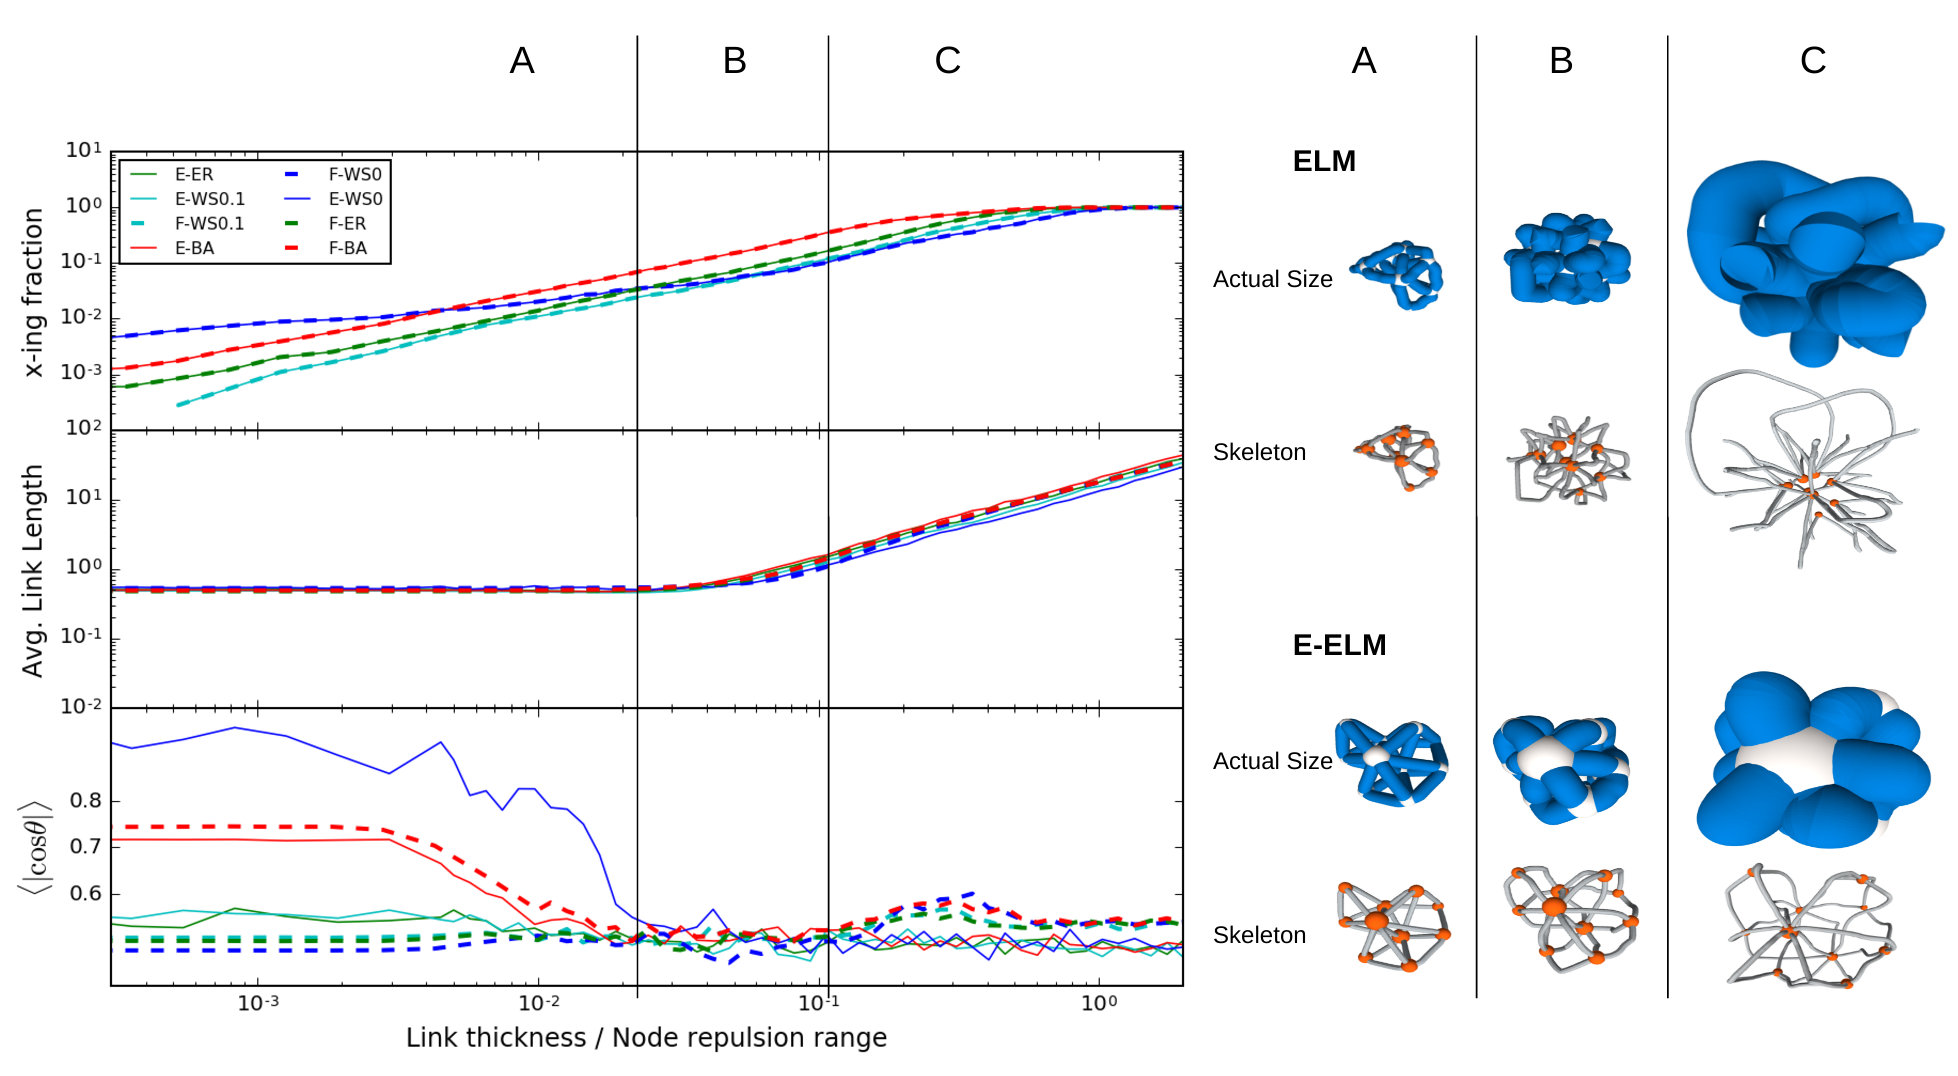 A B C
A B C
10¹
10⁰
10⁻¹
10⁻²
10⁻³
x-ing fraction
E-ER F-WS0
E-WS0.1 E-WS0
F-WS0.1 F-ER
E-BA F-BA
10²
10¹
10⁰
10⁻¹
10⁻²
Avg. Link Length
0.8
0.7
0.6
⟨|cosθ|⟩
10⁻³ 10⁻² 10⁻¹ 10⁰
Link thickness / Node repulsion range
ELM
Actual Size
Skeleton
E-ELM
Actual Size
Skeleton